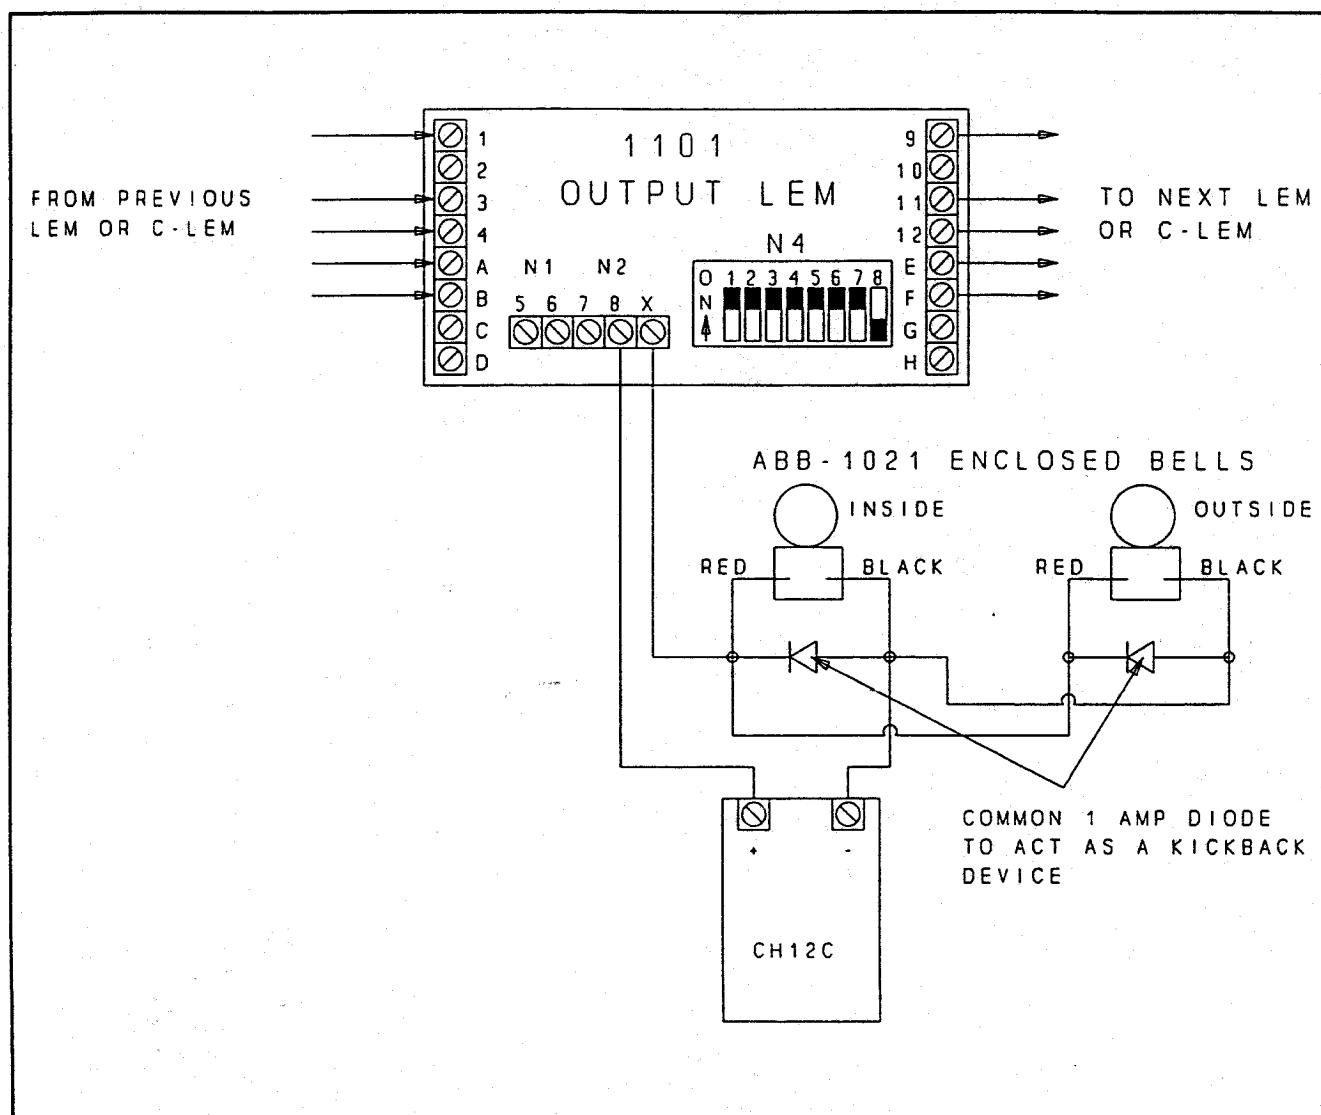 1101
OUTPUT LEM
FROM PREVIOUS
LEM OR C-LEM
TO NEXT LEM
OR C-LEM
1
2
3
4
A
B
C
D
9
10
11
12
E
F
G
H
N1 N2
5 6 7 8 X
N4
ON
1 2 3 4 5 6 7 8
ABB-1021 ENCLOSED BELLS
INSIDE
OUTSIDE
RED BLACK
RED BLACK
COMMON 1 AMP DIODE
TO ACT AS A KICKBACK
DEVICE
+ -
CH12C